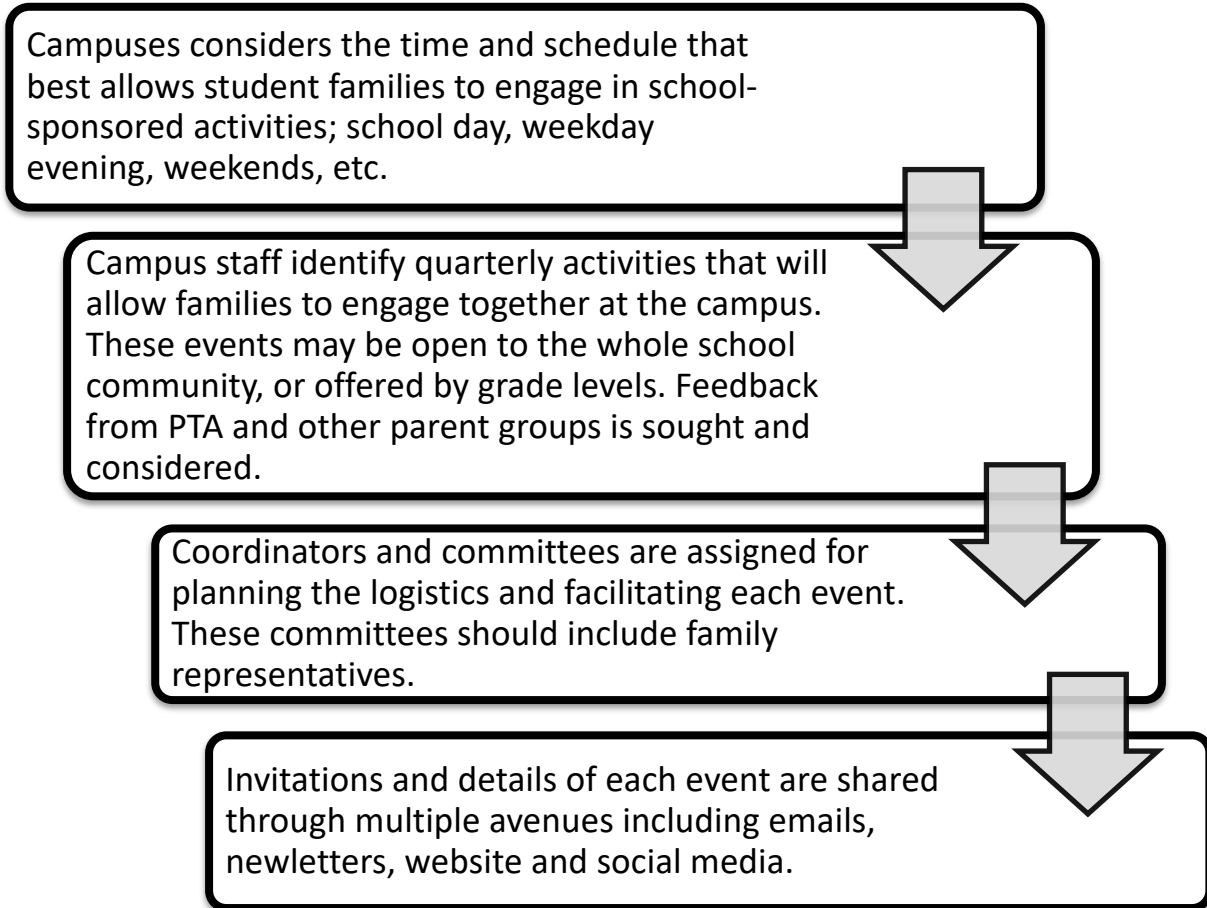 Campuses considers the time and schedule that
best allows student families to engage in school-
sponsored activities; school day, weekday
evening, weekends, etc.
Campus staff identify quarterly activities that will
allow families to engage together at the campus.
These events may be open to the whole school
community, or offered by grade levels. Feedback
from PTA and other parent groups is sought and
considered.
Coordinators and committees are assigned for
planning the logistics and facilitating each event.
These committees should include family
representatives.
Invitations and details of each event are shared
through multiple avenues including emails,
newletters, website and social media.